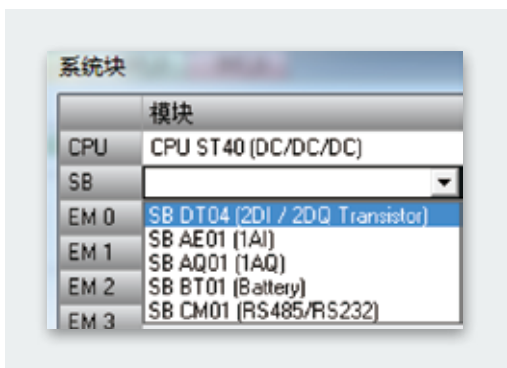 系统块
模块
CPU CPU ST40 (DC/DC/DC)
SB
EM 0 SB DT04 (2DI / 2DQ Transistor)
SB AE01 (1AI)
EM 1
SB AQ01 (1AQ)
EM 2 SB BT01 (Battery)
SB CM01 (RS485/RS232)
EM 3